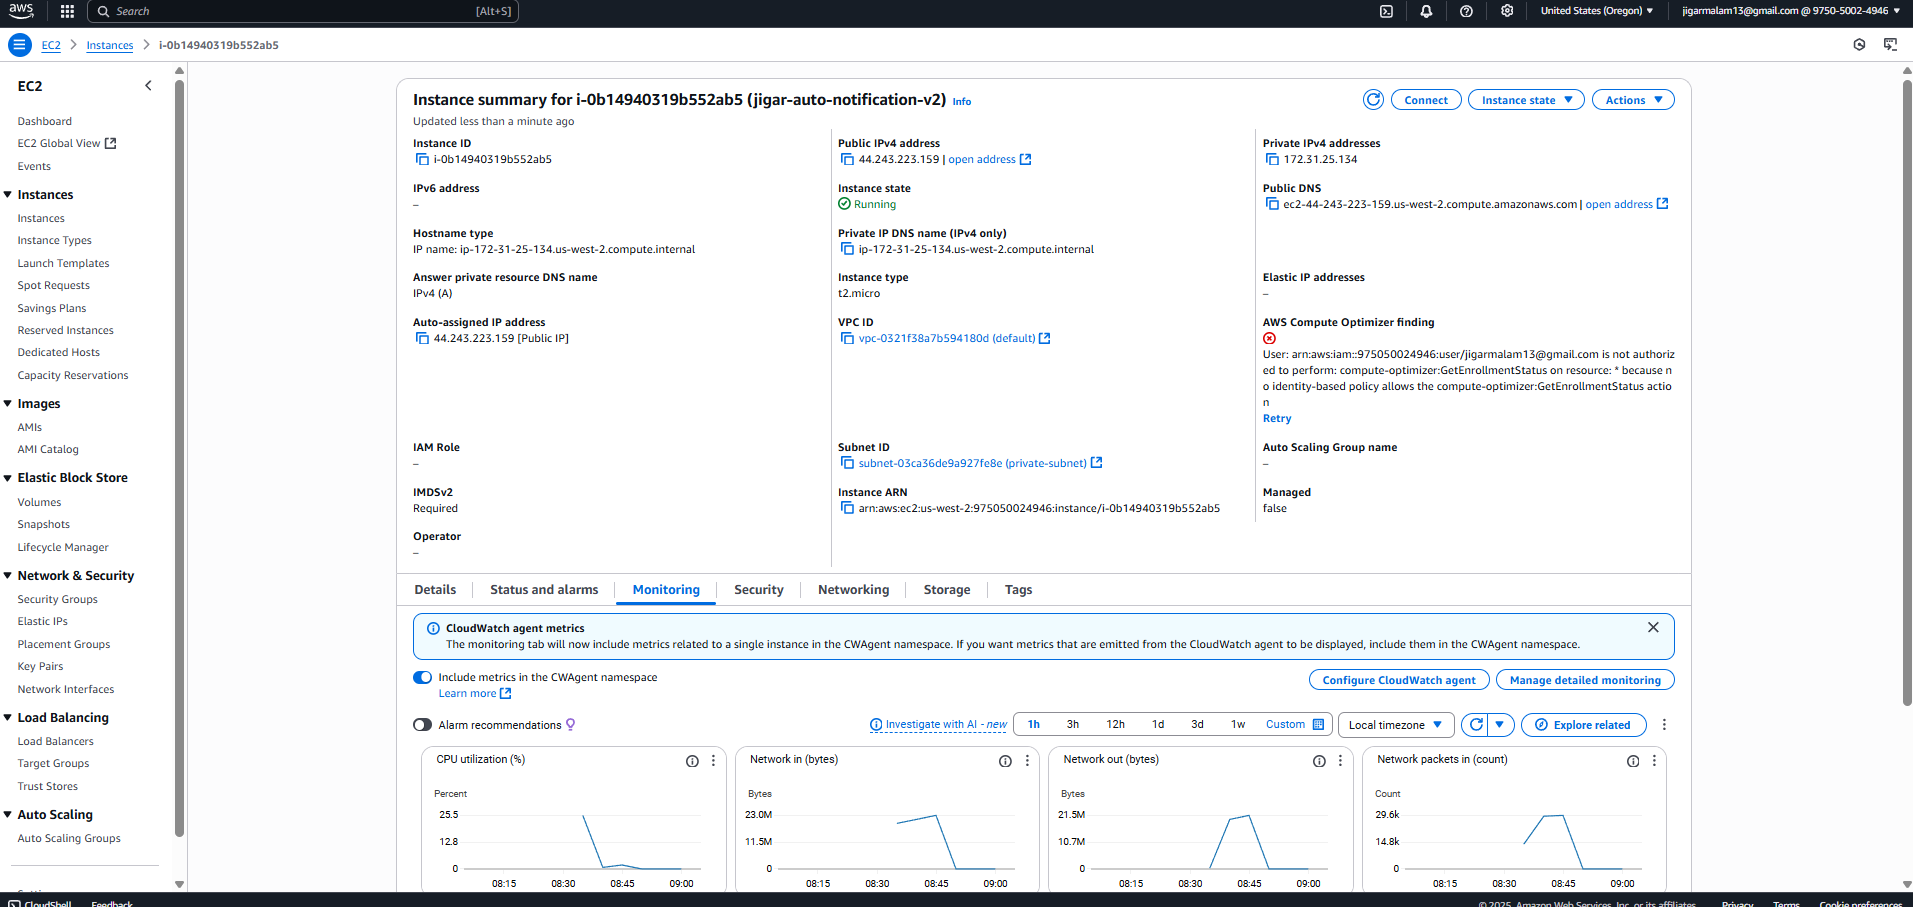 aws
Search [Alt+S]
United States (Oregon)
jigarmalam13@gmail.com @ 9750-5002-4946
EC2 Instances i-0b14940319b552ab5
EC2
Dashboard
EC2 Global View
Events
Instances
Instances
Instance Types
Launch Templates
Spot Requests
Savings Plans
Reserved Instances
Dedicated Hosts
Capacity Reservations
Images
AMIs
AMI Catalog
Elastic Block Store
Volumes
Snapshots
Lifecycle Manager
Network & Security
Security Groups
Elastic IPs
Placement Groups
Key Pairs
Network Interfaces
Load Balancing
Load Balancers
Target Groups
Trust Stores
Auto Scaling
Auto Scaling Groups
Instance summary for i-0b14940319b552ab5 (jigar-auto-notification-v2) Info
Connect
Instance state
Actions
Updated less than a minute ago
Instance ID
i-0b14940319b552ab5
Public IPv4 address
44.243.223.159 | open address
Private IPv4 addresses
172.31.25.134
IPv6 address
–
Instance state
Running
Public DNS
ec2-44-243-223-159.us-west-2.compute.amazonaws.com | open address
Hostname type
IP name: ip-172-31-25-134.us-west-2.compute.internal
Private IP DNS name (IPv4 only)
ip-172-31-25-134.us-west-2.compute.internal
Answer private resource DNS name
IPv4 (A)
Instance type
t2.micro
Elastic IP addresses
–
Auto-assigned IP address
44.243.223.159 [Public IP]
VPC ID
vpc-0321f38a7b594180d (default)
AWS Compute Optimizer finding
User: arn:aws:iam::975050024946:user/jigarmalam13@gmail.com is not authoriz
ed to perform: compute-optimizer:GetEnrollmentStatus on resource: * because n
o identity-based policy allows the compute-optimizer:GetEnrollmentStatus actio
n
Retry
IAM Role
–
Subnet ID
subnet-03ca36de9a927fe8e (private-subnet)
Auto Scaling Group name
–
IMDSv2
Required
Instance ARN
arn:aws:ec2:us-west-2:975050024946:instance/i-0b14940319b552ab5
Managed
false
Operator
–
Details Status and alarms Monitoring Security Networking Storage Tags
CloudWatch agent metrics
The monitoring tab will now include metrics related to a single instance in the CWAgent namespace. If you want metrics that are emitted from the CloudWatch agent to be displayed, include them in the CWAgent namespace.
Include metrics in the CWAgent namespace
Learn more
Configure CloudWatch agent
Manage detailed monitoring
Alarm recommendations
Investigate with AI - new
1h 3h 12h 1d 3d 1w Custom
Local timezone
Explore related
CPU utilization (%)
Percent
25.5
12.8
0
08:15 08:30 08:45 09:00
Network in (bytes)
Bytes
23.0M
11.5M
0
08:15 08:30 08:45 09:00
Network out (bytes)
Bytes
21.5M
10.7M
0
08:15 08:30 08:45 09:00
Network packets in (count)
Count
29.6k
14.8k
0
08:15 08:30 08:45 09:00
CloudShell Feedback
© 2025, Amazon Web Services, Inc. or its affiliates. Privacy Terms Cookie preferences